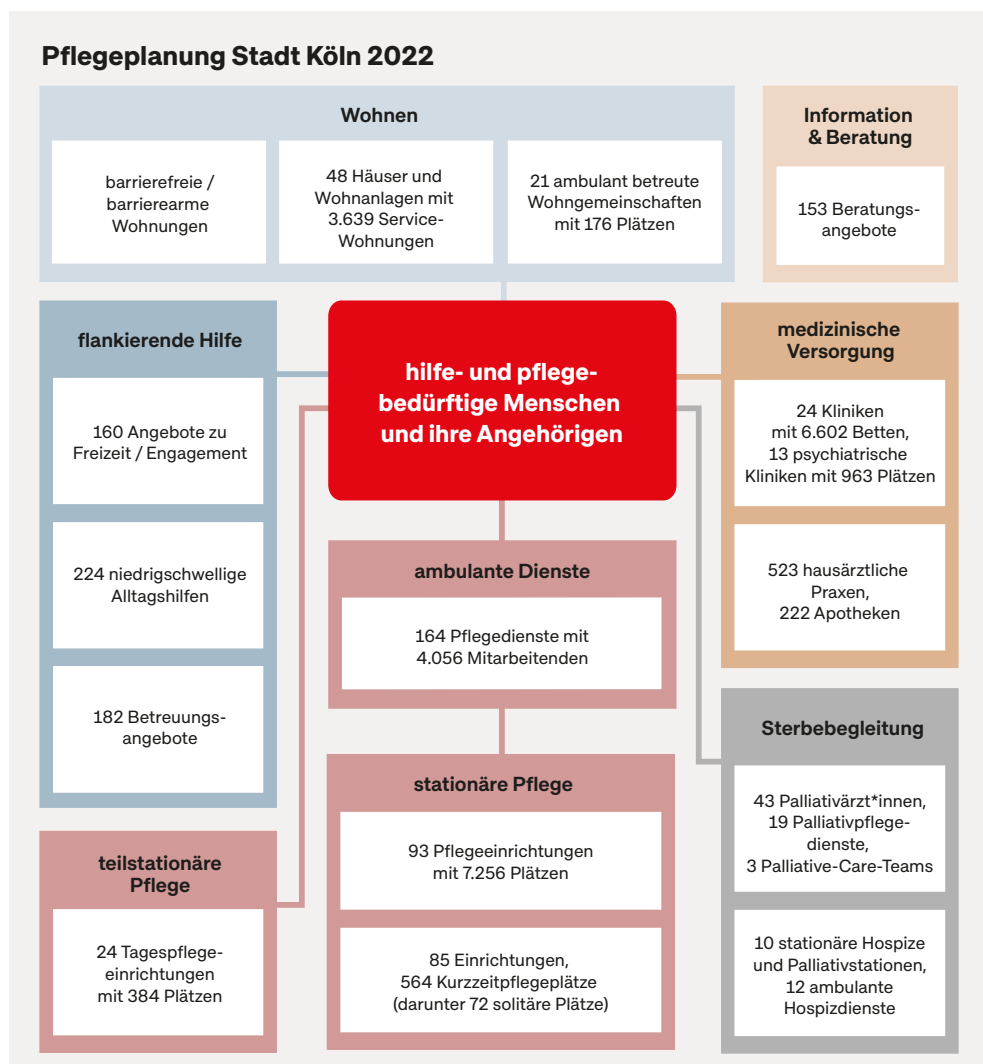 Pflegeplanung Stadt Köln 2022
Wohnen
barrierefreie /
barrierearme
Wohnungen
48 Häuser und
Wohnanlagen mit
3.639 Service-
Wohnungen
21 ambulant betreute
Wohngemeinschaften
mit 176 Plätzen
Information
& Beratung
153 Beratungs-
angebote
flankierende Hilfe
160 Angebote zu
Freizeit / Engagement
224 niedrigschwellige
Alltagshilfen
182 Betreuungs-
angebote
hilfe- und pflege-
bedürftige Menschen
und ihre Angehörigen
medizinische
Versorgung
24 Kliniken
mit 6.602 Betten,
13 psychiatrische
Kliniken mit 963 Plätzen
523 hausärztliche
Praxen,
222 Apotheken
ambulante Dienste
164 Pflegedienste mit
4.056 Mitarbeitenden
stationäre Pflege
93 Pflegeeinrichtungen
mit 7.256 Plätzen
85 Einrichtungen,
564 Kurzzeitpflegeplätze
(darunter 72 solitäre Plätze)
teilstationäre
Pflege
24 Tagespflege-
einrichtungen
mit 384 Plätzen
Sterbebegleitung
43 Palliativärzt*innen,
19 Palliativpflege-
dienste,
3 Palliative-Care-Teams
10 stationäre Hospize
und Palliativstationen,
12 ambulante
Hospizdienste